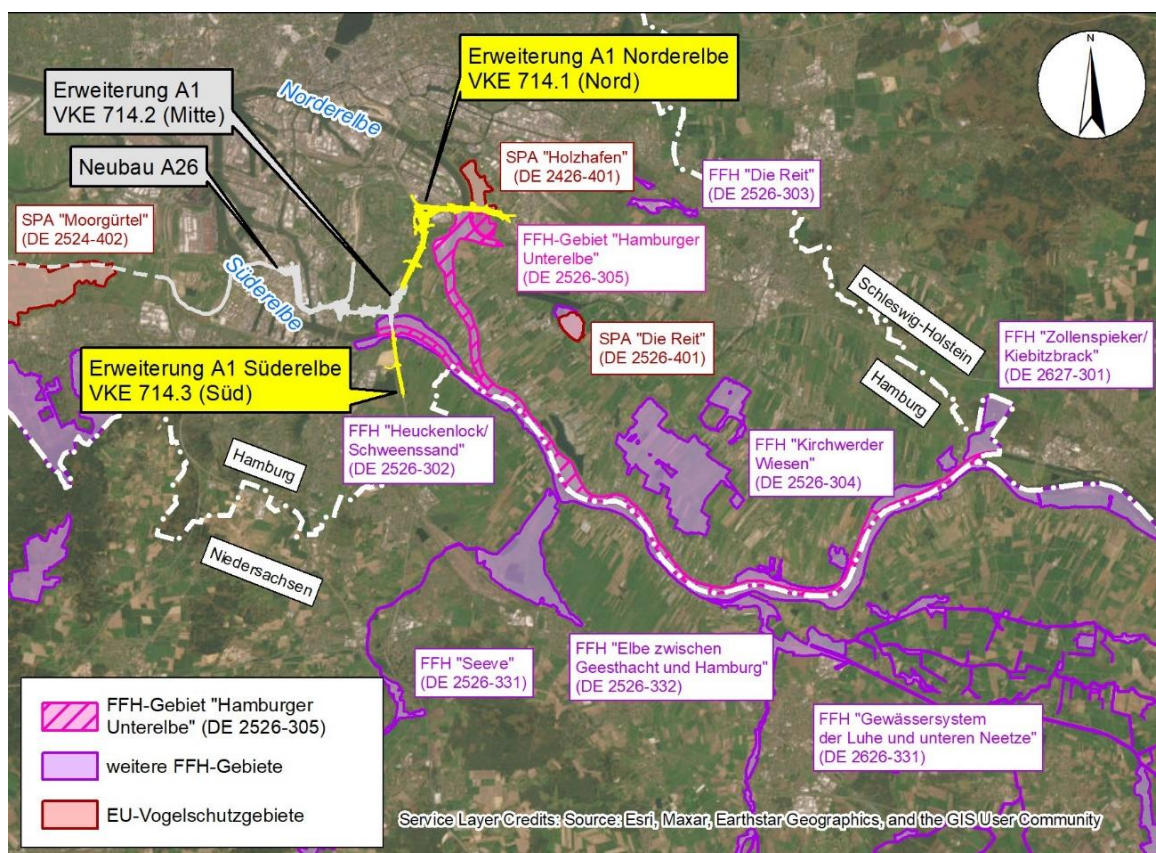 Erweiterung A1 Norderelbe
VKE 714.1 (Nord)
N
Erweiterung A1
VKE 714.2 (Mitte)
Norderelbe
Neubau A26
SPA "Holzhafen"
(DE 2426-401)
FFH "Die Reit"
(DE 2526-303)
SPA "Moorgürtel"
(DE 2524-402)
FFH-Gebiet "Hamburger
Unterelbe"
(DE 2526-305)
Süderelbe
Schleswig-Holstein
Hamburg
SPA "Die Reit"
(DE 2526-401)
FFH "Zollenspieker/
Kiebitzbrack"
(DE 2627-301)
Erweiterung A1 Süderelbe
VKE 714.3 (Süd)
FFH "Heuckenlock/
Schweenssand"
(DE 2526-302)
FFH "Kirchwerder
Wiesen"
(DE 2526-304)
Hamburg
Niedersachsen
FFH "Seeve"
(DE 2526-331)
FFH "Elbe zwischen
Geesthacht und Hamburg"
(DE 2526-332)
FFH "Gewässersystem
der Luhe und unteren Neetze"
(DE 2626-331)
FFH-Gebiet "Hamburger
Unterelbe" (DE 2526-305)
weitere FFH-Gebiete
EU-Vogelschutzgebiete
Service Layer Credits: Source: Esri, Maxar, Earthstar Geographics, and the GIS User Community